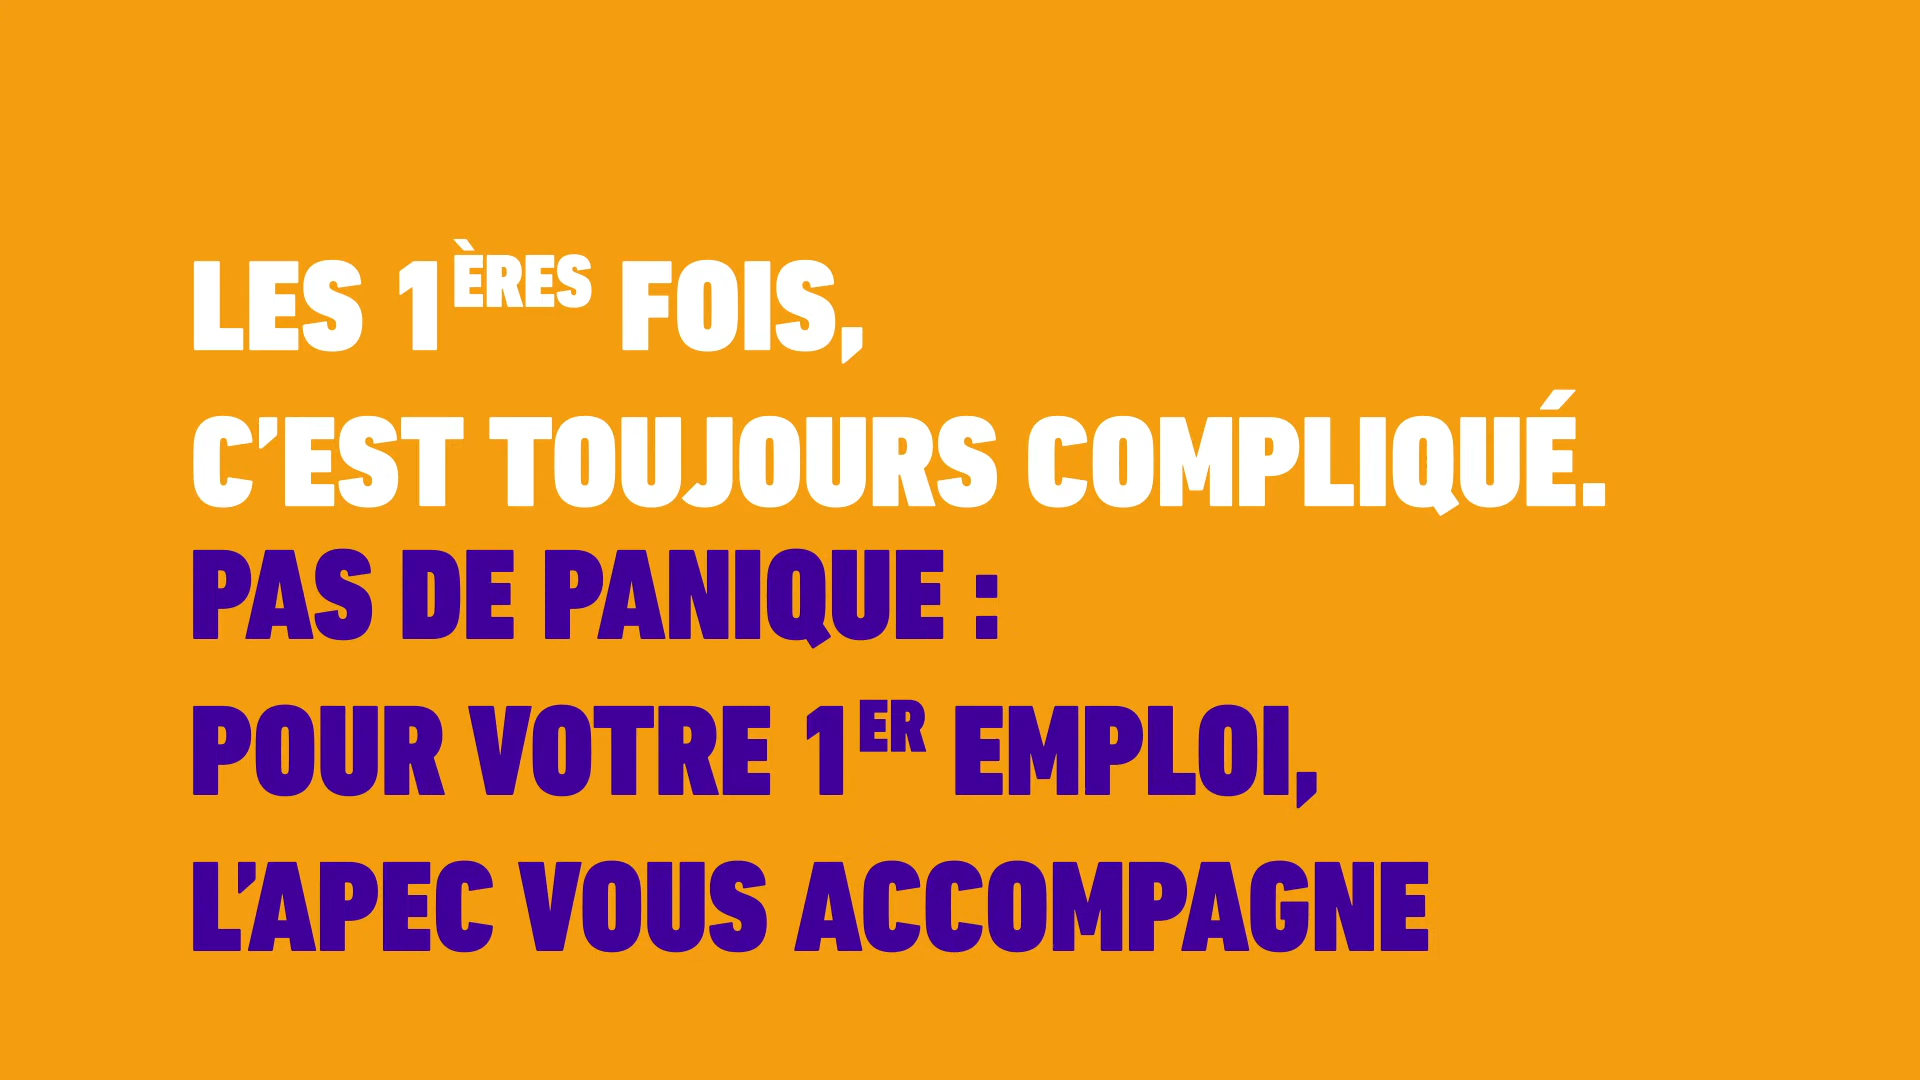 LES 1ÈRES FOIS,
C’EST TOUJOURS COMPLIQUÉ.
PAS DE PANIQUE :
POUR VOTRE 1ER EMPLOI,
L’APEC VOUS ACCOMPAGNE